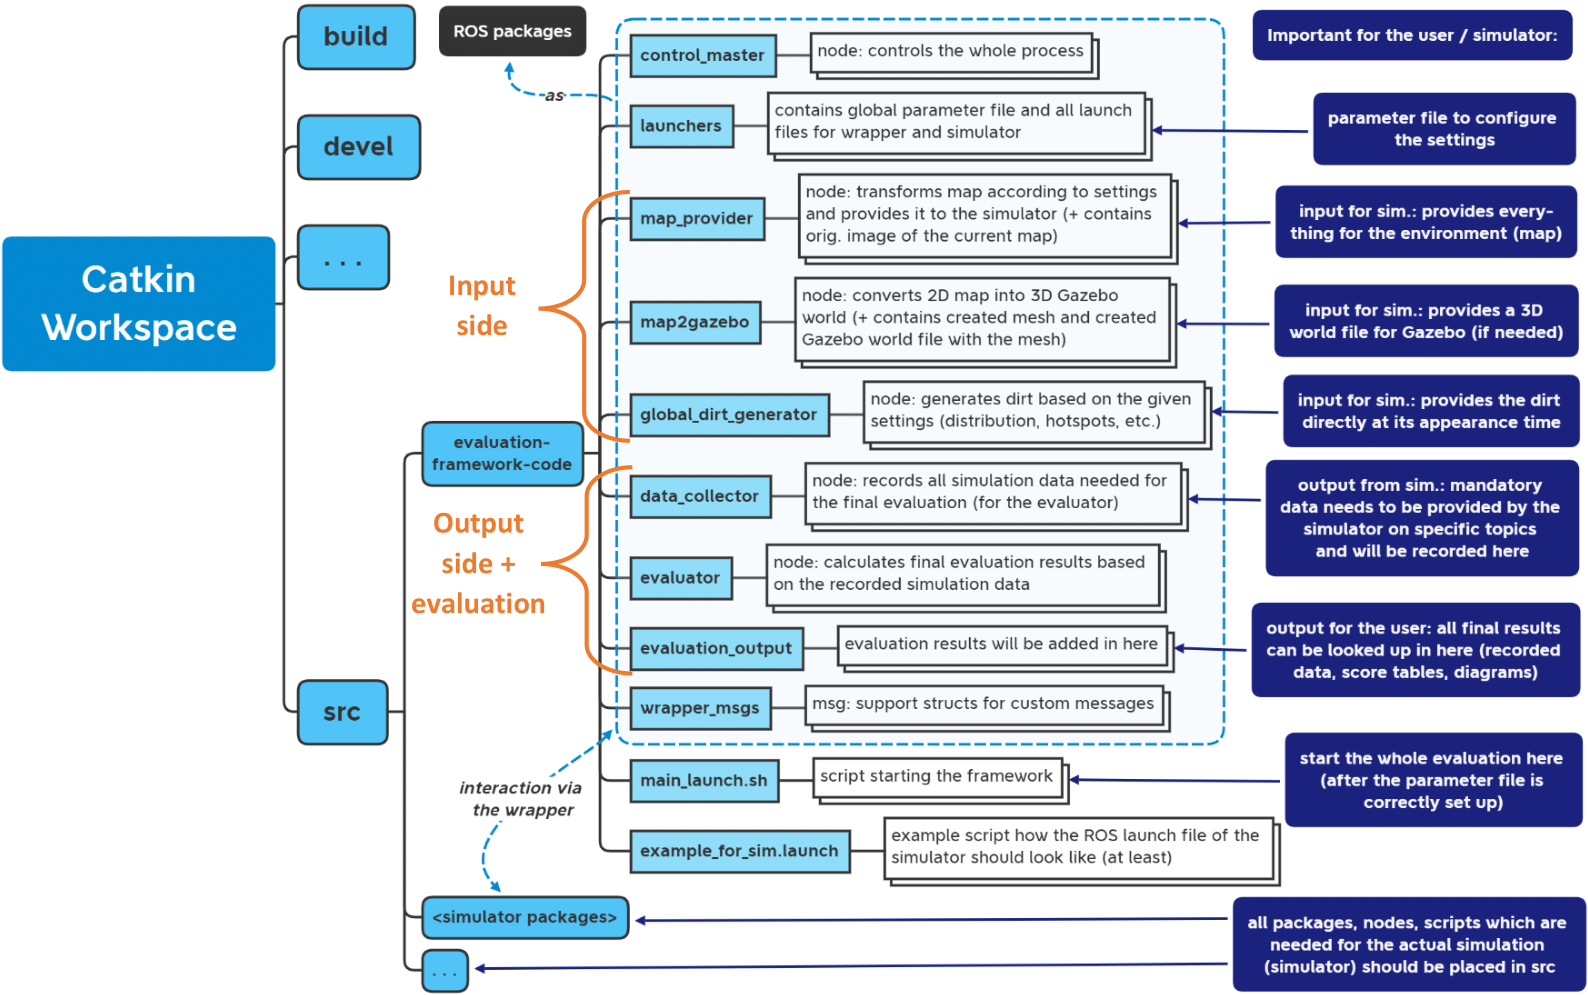 Catkin
Workspace
build
devel
. . .
src
ROS packages
as
evaluation-
framework-code
<simulator packages>
. . .
interaction via
the wrapper
Input
side
Output
side +
evaluation
control_master
node: controls the whole process
launchers
contains global parameter file and all launch
files for wrapper and simulator
map_provider
node: transforms map according to settings
and provides it to the simulator (+ contains
orig. image of the current map)
map2gazebo
node: converts 2D map into 3D Gazebo
world (+ contains created mesh and created
Gazebo world file with the mesh)
global_dirt_generator
node: generates dirt based on the given
settings (distribution, hotspots, etc.)
data_collector
node: records all simulation data needed for
the final evaluation (for the evaluator)
evaluator
node: calculates final evaluation results based
on the recorded simulation data
evaluation_output
evaluation results will be added in here
wrapper_msgs
msg: support structs for custom messages
main_launch.sh
script starting the framework
example_for_sim.launch
example script how the ROS launch file of the
simulator should look like (at least)
Important for the user / simulator:
parameter file to configure
the settings
input for sim.: provides every-
thing for the environment (map)
input for sim.: provides a 3D
world file for Gazebo (if needed)
input for sim.: provides the dirt
directly at its appearance time
output from sim.: mandatory
data needs to be provided by the
simulator on specific topics
and will be recorded here
output for the user: all final results
can be looked up in here (recorded
data, score tables, diagrams)
start the whole evaluation here
(after the parameter file is
correctly set up)
all packages, nodes, scripts which are
needed for the actual simulation
(simulator) should be placed in src